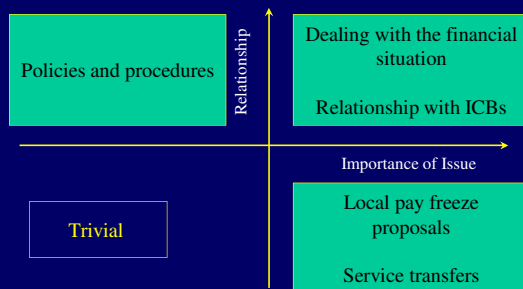 Policies and procedures
Relationship
Dealing with the financial
situation
Relationship with ICBs
Importance of Issue
Trivial
Local pay freeze
proposals
Service transfers